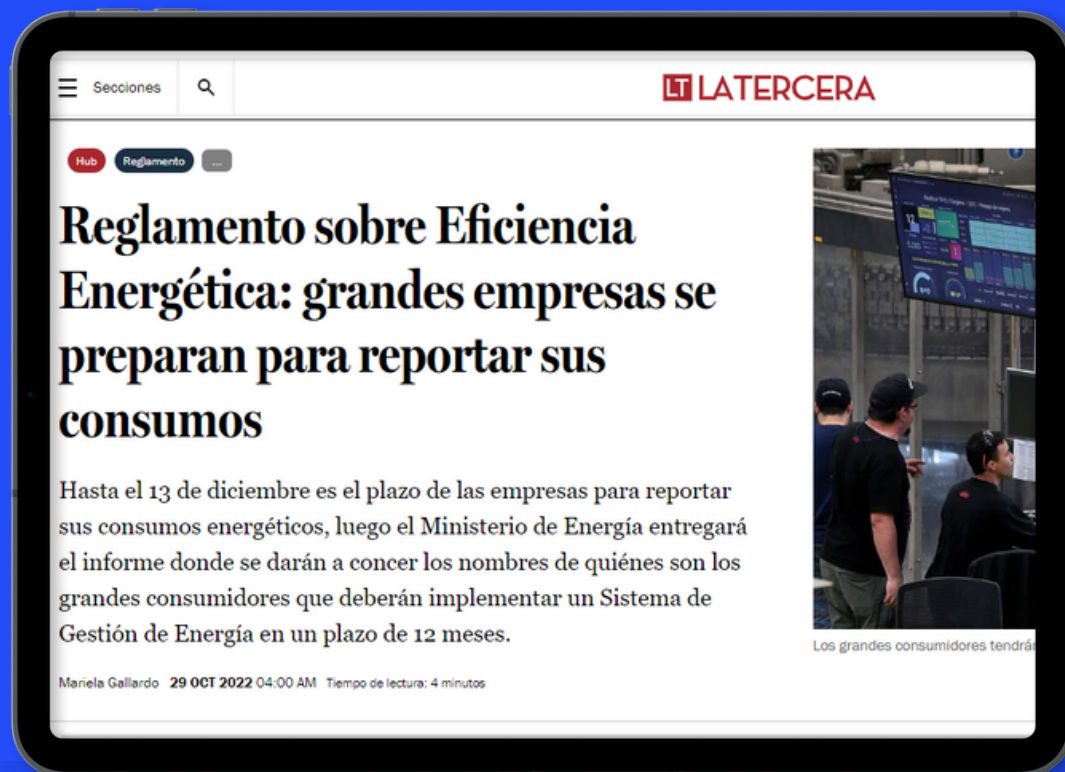 Secciones
LT LATERCERA
Hub
Reglamento
...
Reglamento sobre Eficiencia
Energética: grandes empresas se
preparan para reportar sus
consumos
Hasta el 13 de diciembre es el plazo de las empresas para reportar
sus consumos energéticos, luego el Ministerio de Energía entregará
el informe donde se darán a concer los nombres de quiénes son los
grandes consumidores que deberán implementar un Sistema de
Gestión de Energía en un plazo de 12 meses.
Mariela Gallardo 29 OCT 2022 04:00 AM Tiempo de lectura: 4 minutos
Los grandes consumidores tendrán